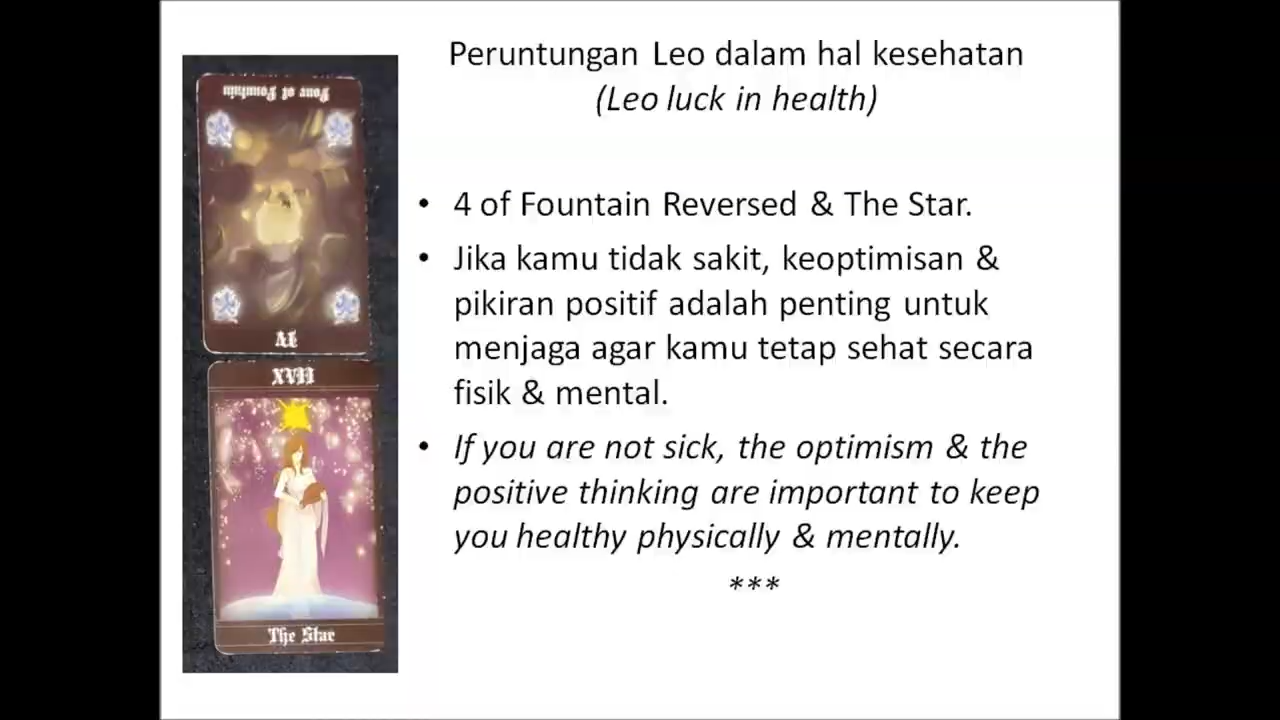 Peruntungan Leo dalam hal kesehatan
(Leo luck in health)
Four of Fountain
IV
XVII
The Star
• 4 of Fountain Reversed & The Star.
• Jika kamu tidak sakit, keoptimisan &
pikiran positif adalah penting untuk
menjaga agar kamu tetap sehat secara
fisik & mental.
• If you are not sick, the optimism & the
positive thinking are important to keep
you healthy physically & mentally.
***